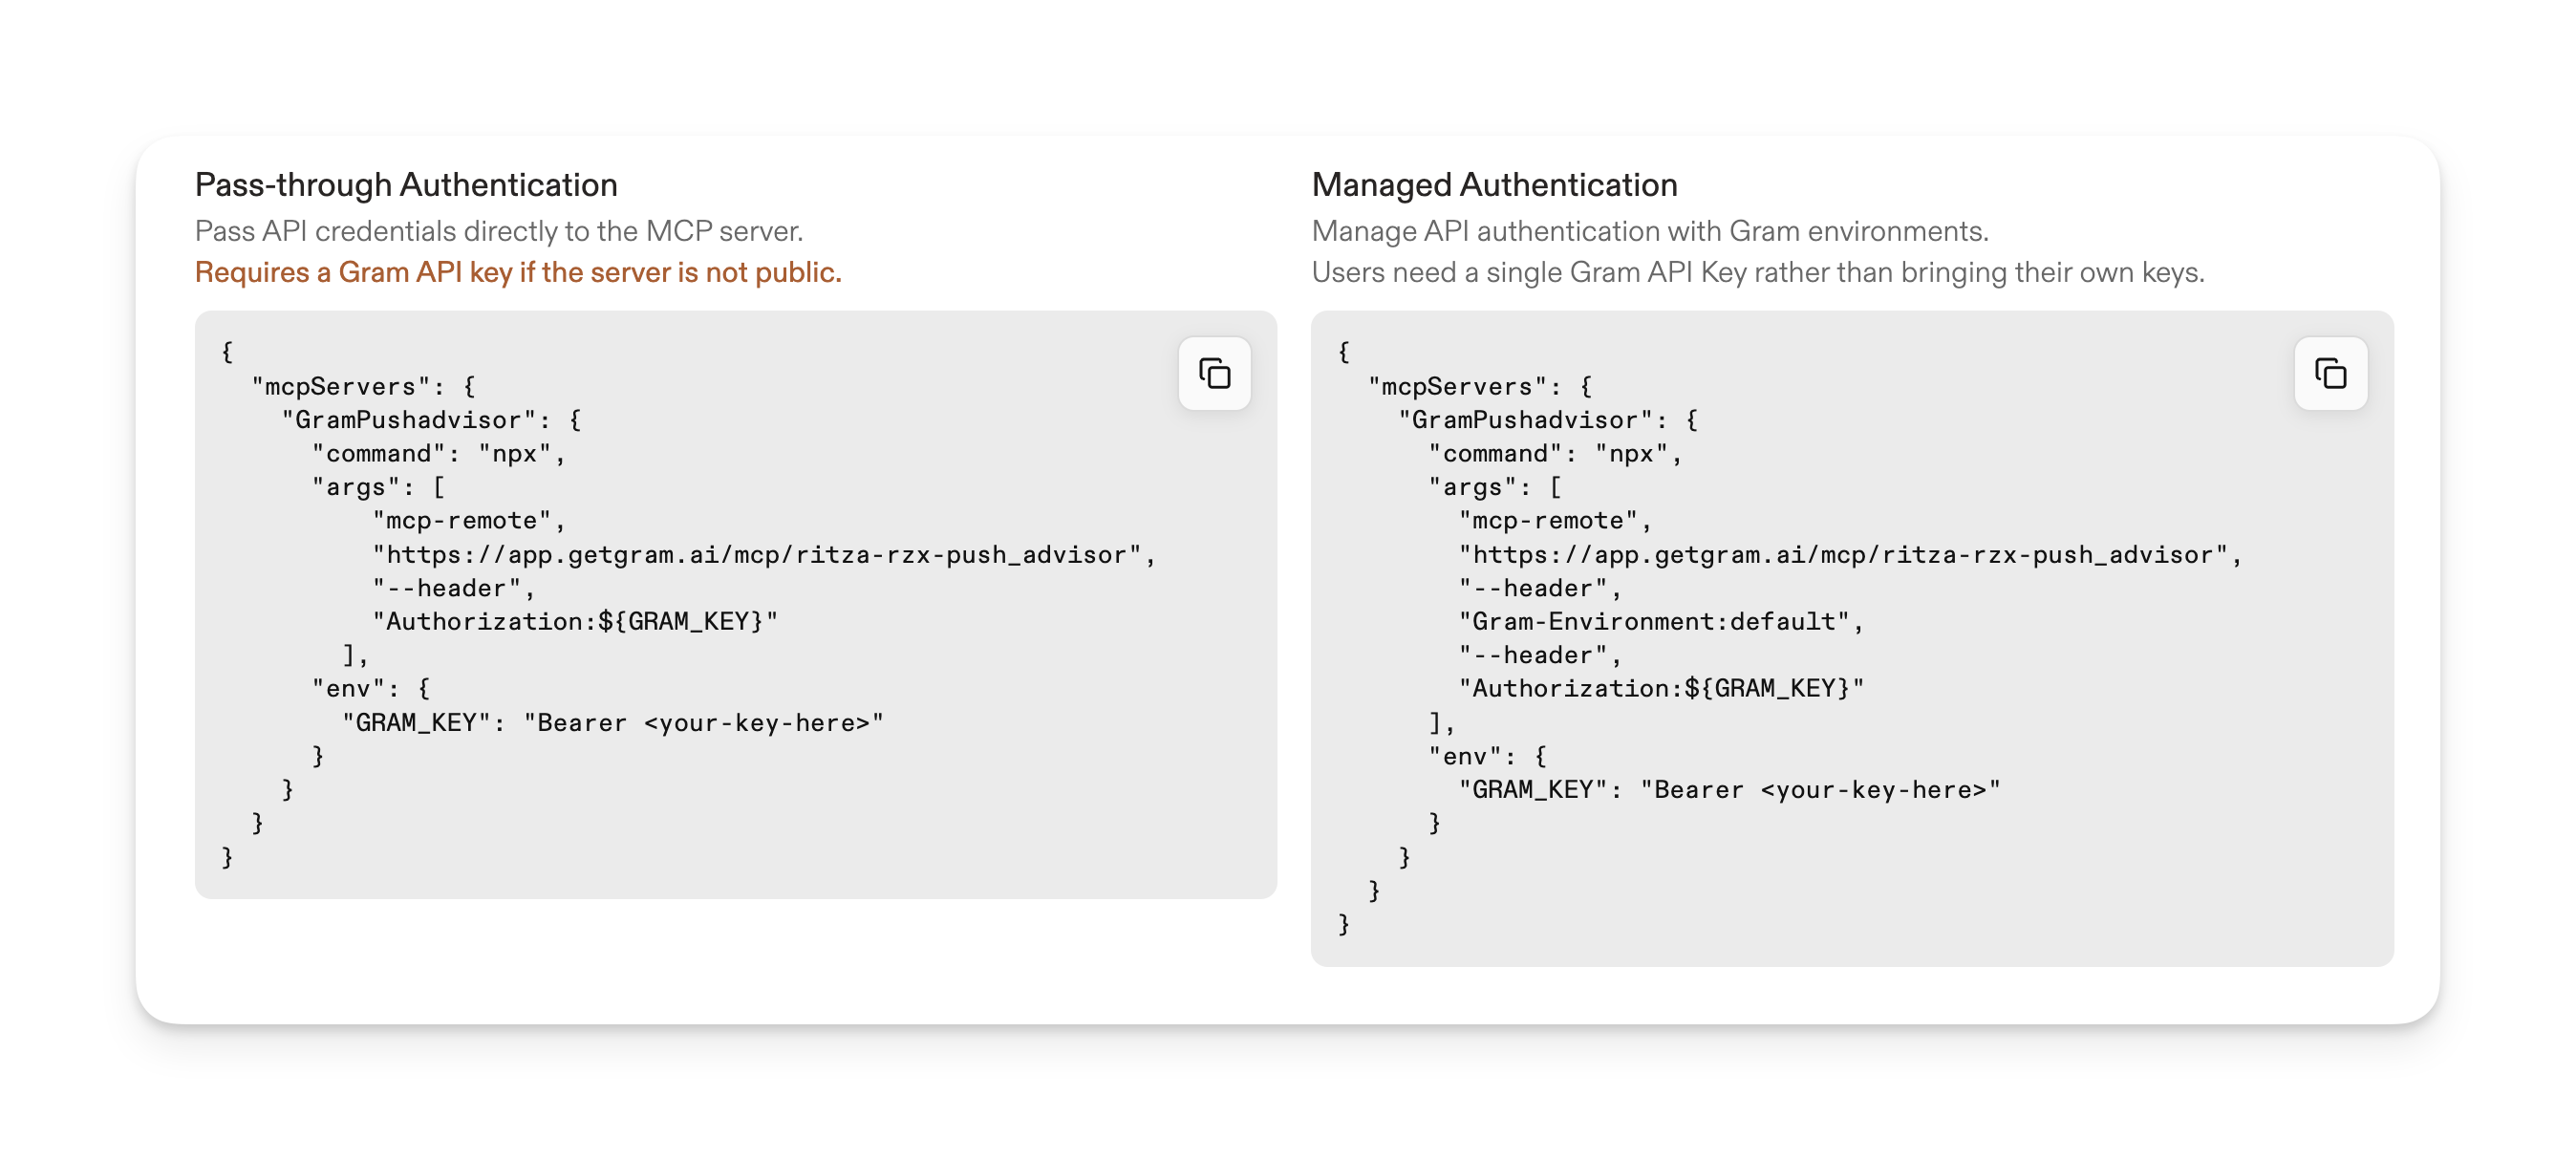 Pass-through Authentication
Pass API credentials directly to the MCP server.
Requires a Gram API key if the server is not public.
{
  "mcpServers": {
    "GramPushadvisor": {
      "command": "npx",
      "args": [
          "mcp-remote",
          "https://app.getgram.ai/mcp/ritza-rzx-push_advisor",
          "--header",
          "Authorization:${GRAM_KEY}"
        ],
      "env": {
        "GRAM_KEY": "Bearer <your-key-here>"
      }
    }
  }
}
Managed Authentication
Manage API authentication with Gram environments.
Users need a single Gram API Key rather than bringing their own keys.
{
  "mcpServers": {
    "GramPushadvisor": {
      "command": "npx",
      "args": [
        "mcp-remote",
        "https://app.getgram.ai/mcp/ritza-rzx-push_advisor",
        "--header",
        "Gram-Environment:default",
        "--header",
        "Authorization:${GRAM_KEY}"
      ],
      "env": {
        "GRAM_KEY": "Bearer <your-key-here>"
      }
    }
  }
}